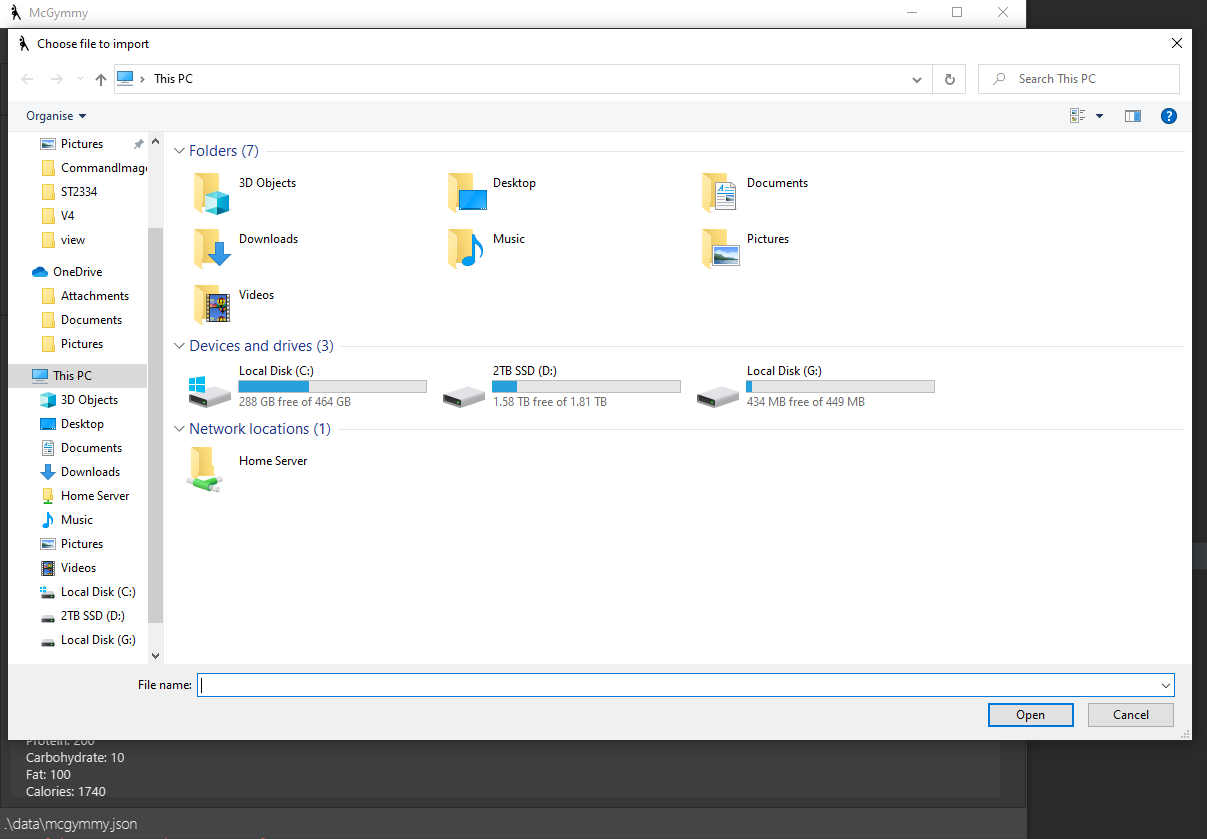 McGymmy
Choose file to import
This PC
Search This PC
Organise
Pictures
CommandImage
ST2334
V4
view
OneDrive
Attachments
Documents
Pictures
This PC
3D Objects
Desktop
Documents
Downloads
Home Server
Music
Pictures
Videos
Local Disk (C:)
2TB SSD (D:)
Local Disk (G:)
Folders (7)
3D Objects
Desktop
Documents
Downloads
Music
Pictures
Videos
Devices and drives (3)
Local Disk (C:)
288 GB free of 464 GB
2TB SSD (D:)
1.58 TB free of 1.81 TB
Local Disk (G:)
434 MB free of 449 MB
Network locations (1)
Home Server
File name:
Open
Cancel
Protein: 200
Carbohydrate: 10
Fat: 100
Calories: 1740
.\data\mcgymmy.json